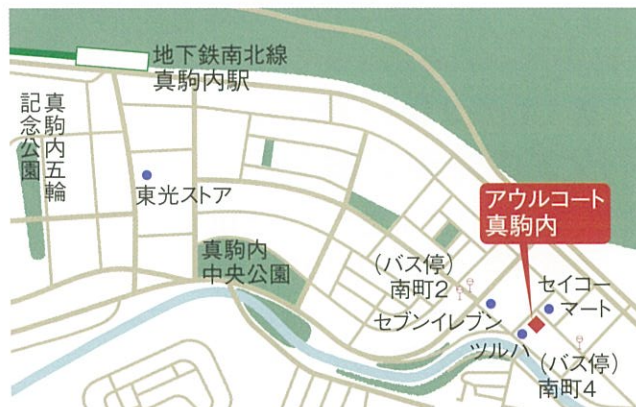 地下鉄南北線
真駒内駅
真駒内五輪
記念公園
東光ストア
アウルコート
真駒内
真駒内
中央公園
(バス停)
南町2
セイコー
マート
セブンイレブン
ツルハ
(バス停)
南町4